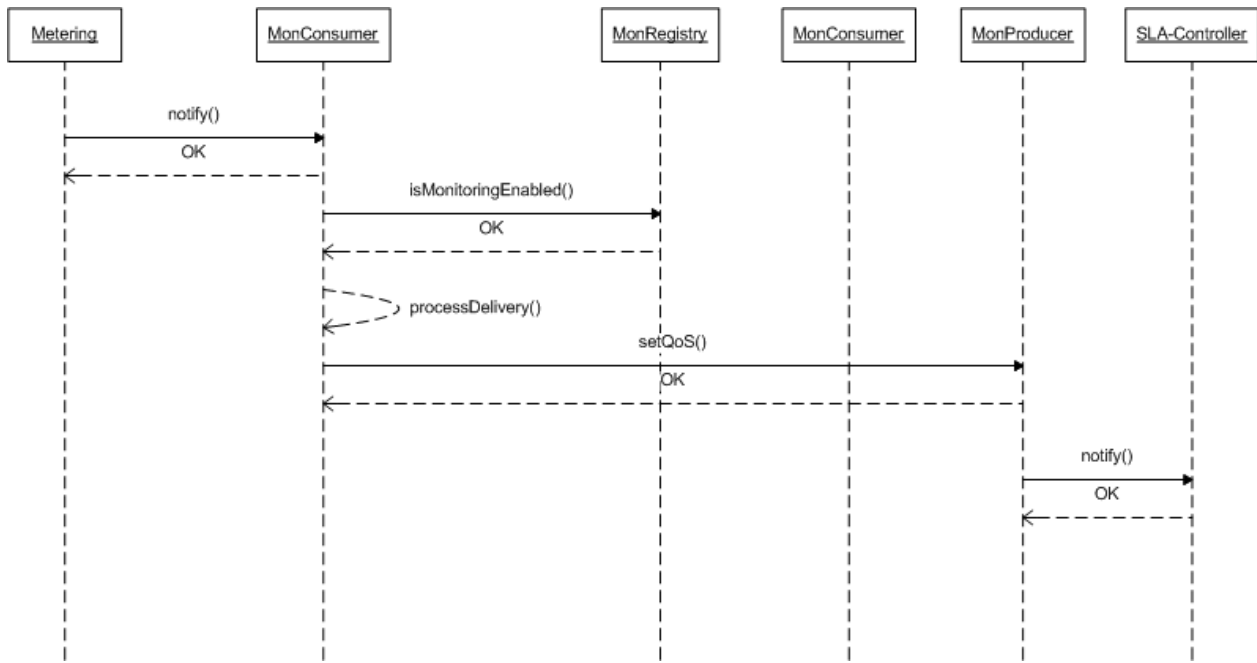 Metering
MonConsumer
MonRegistry
MonConsumer
MonProducer
SLA-Controller
notify()
OK
isMonitoringEnabled()
OK
processDelivery()
setQoS()
OK
notify()
OK